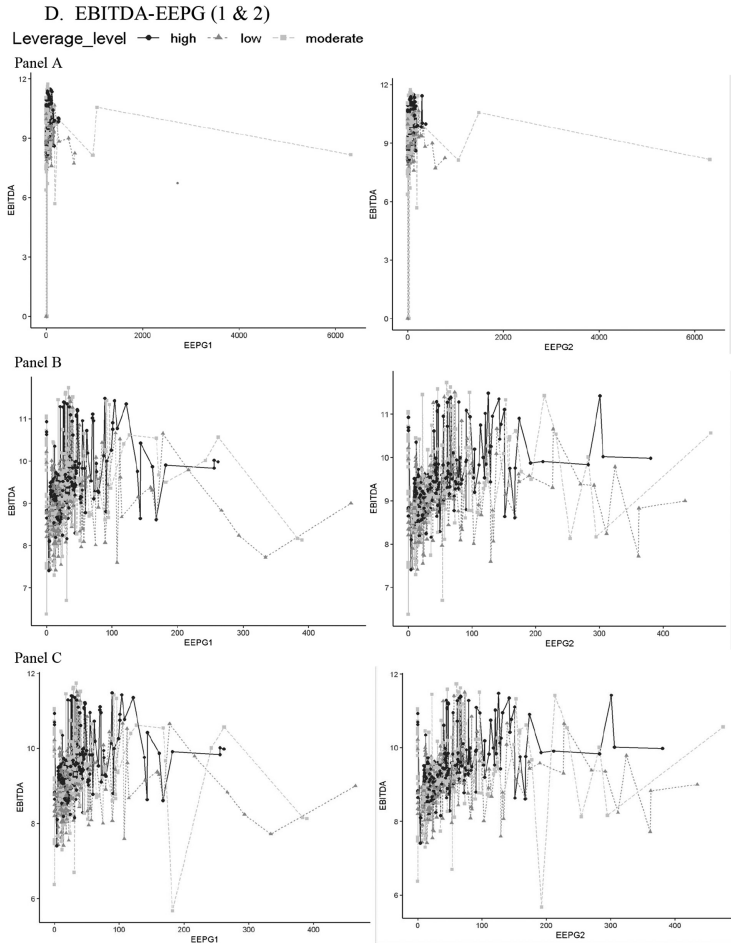 D. EBITDA-EEPG (1 & 2)
Leverage_level high low moderate
Panel A
12
9
6
3
0
EBITDA
0 2000 4000 6000
EEPG1
12
9
6
3
0
EBITDA
0 2000 4000 6000
EEPG2
Panel B
11
10
9
8
7
EBITDA
0 100 200 300 400
EEPG1
11
10
9
8
7
EBITDA
0 100 200 300 400
EEPG2
Panel C
12
10
8
6
EBITDA
0 100 200 300 400
EEPG1
12
10
8
6
EBITDA
0 100 200 300 400
EEPG2